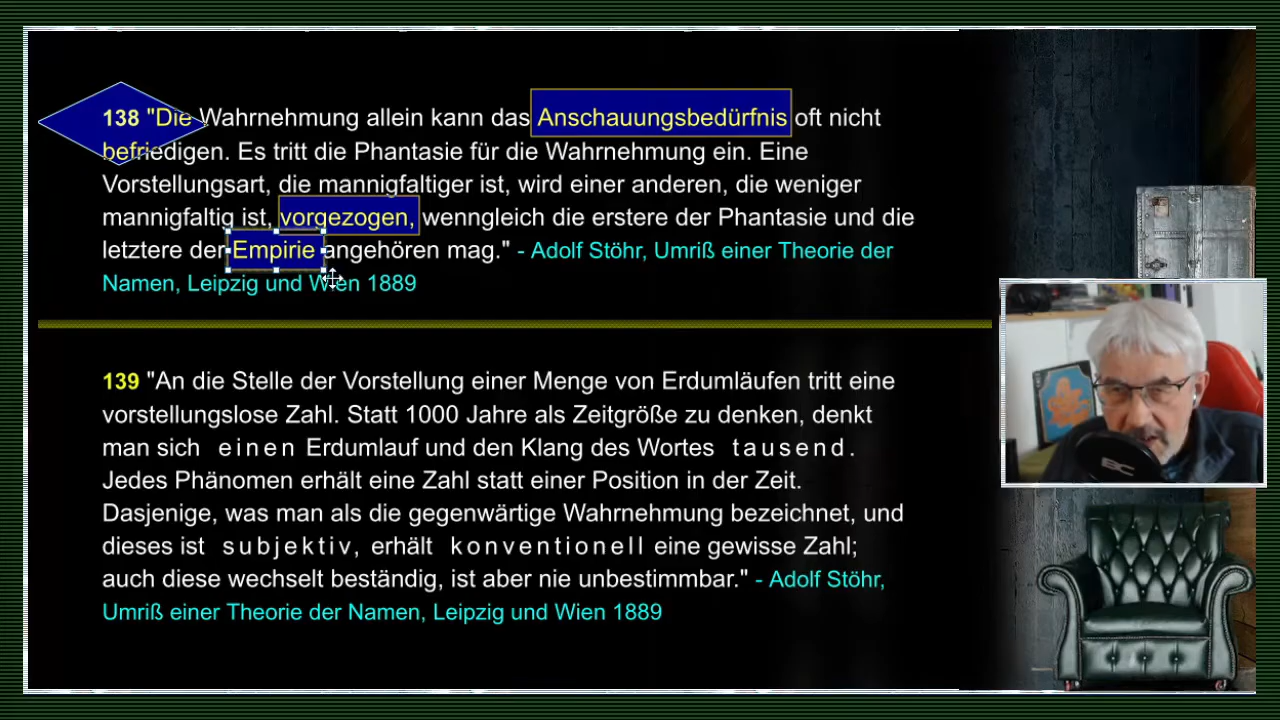 138 "Die Wahrnehmung allein kann das Anschauungsbedürfnis oft nicht
befriedigen. Es tritt die Phantasie für die Wahrnehmung ein. Eine
Vorstellungsart, die mannigfaltiger ist, wird einer anderen, die weniger
mannigfaltig ist, vorgezogen, wenngleich die erstere der Phantasie und die
letztere der Empirie angehören mag." - Adolf Stöhr, Umriß einer Theorie der
Namen, Leipzig und Wien 1889
139 "An die Stelle der Vorstellung einer Menge von Erdumläufen tritt eine
vorstellungslose Zahl. Statt 1000 Jahre als Zeitgröße zu denken, denkt
man sich e i n e n Erdumlauf und den Klang des Wortes t a u s e n d .
Jedes Phänomen erhält eine Zahl statt einer Position in der Zeit.
Dasjenige, was man als die gegenwärtige Wahrnehmung bezeichnet, und
dieses ist s u b j e k t i v, erhält k o n v e n t i o n e l l eine gewisse Zahl;
auch diese wechselt beständig, ist aber nie unbestimmbar." - Adolf Stöhr,
Umriß einer Theorie der Namen, Leipzig und Wien 1889